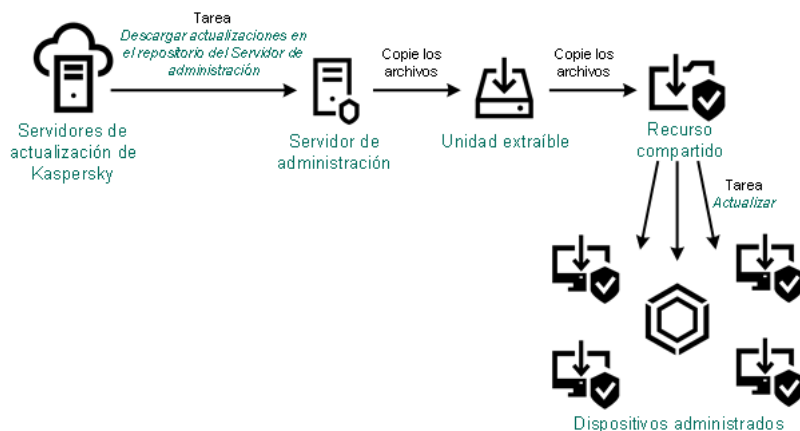 Tarea
Descargar actualizaciones en
el repositorio del Servidor de
administración
Copie los
archivos
Copie los
archivos
Servidores de
actualización de
Kaspersky
Servidor de
administración
Unidad extraíble
Recurso
compartido
Tarea
Actualizar
Dispositivos administrados